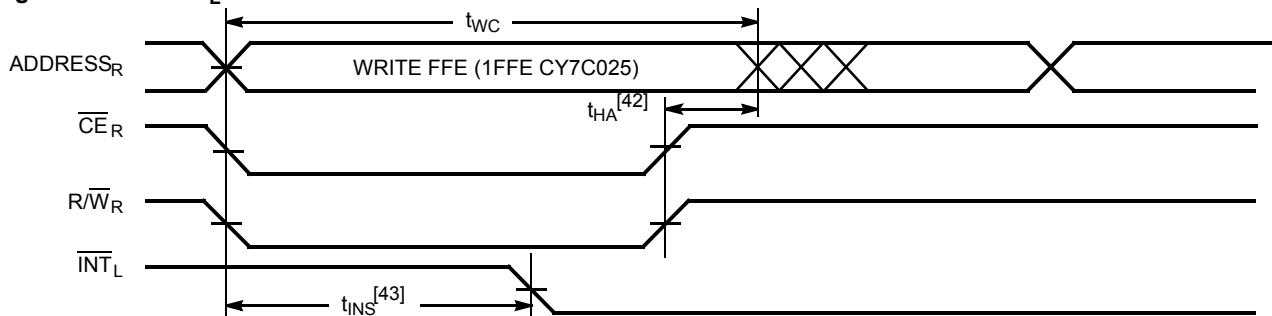 L
tWC
ADDRESSR
WRITE FFE (1FFE CY7C025)
tHA[42]
CER
R/WR
INTL
tINS[43]